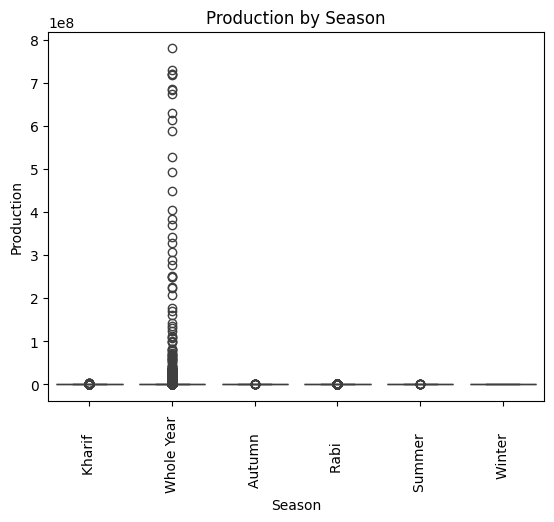 Production by Season
1e8
8
7
6
5
4
3
2
1
0
Production
Kharif
Whole Year
Autumn
Rabi
Summer
Winter
Season